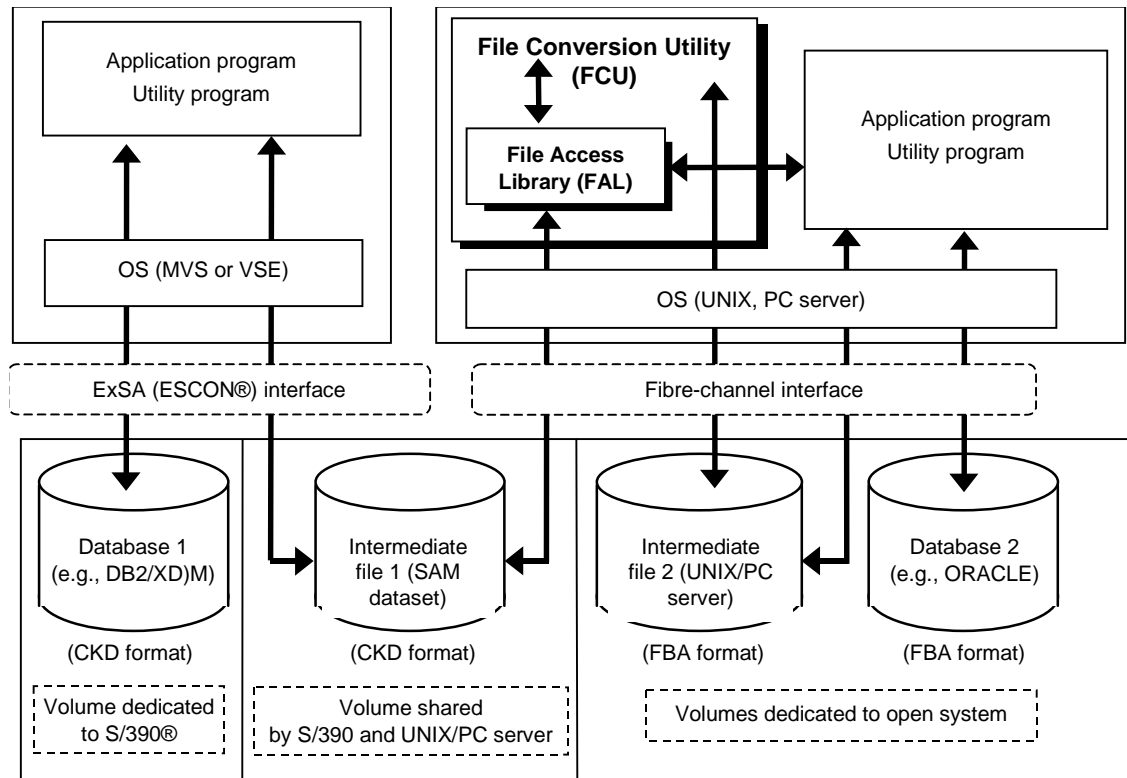 Application program
Utility program
File Conversion Utility
(FCU)
File Access
Library (FAL)
Application program
Utility program
OS (MVS or VSE)
OS (UNIX, PC server)
ExSA (ESCON®) interface
Fibre-channel interface
Database 1
(e.g., DB2/XD)M)
Intermediate
file 1 (SAM
dataset)
Intermediate
file 2 (UNIX/PC
server)
Database 2
(e.g., ORACLE)
(CKD format)
(CKD format)
(FBA format)
(FBA format)
Volume dedicated
to S/390®
Volume shared
by S/390 and UNIX/PC server
Volumes dedicated to open system